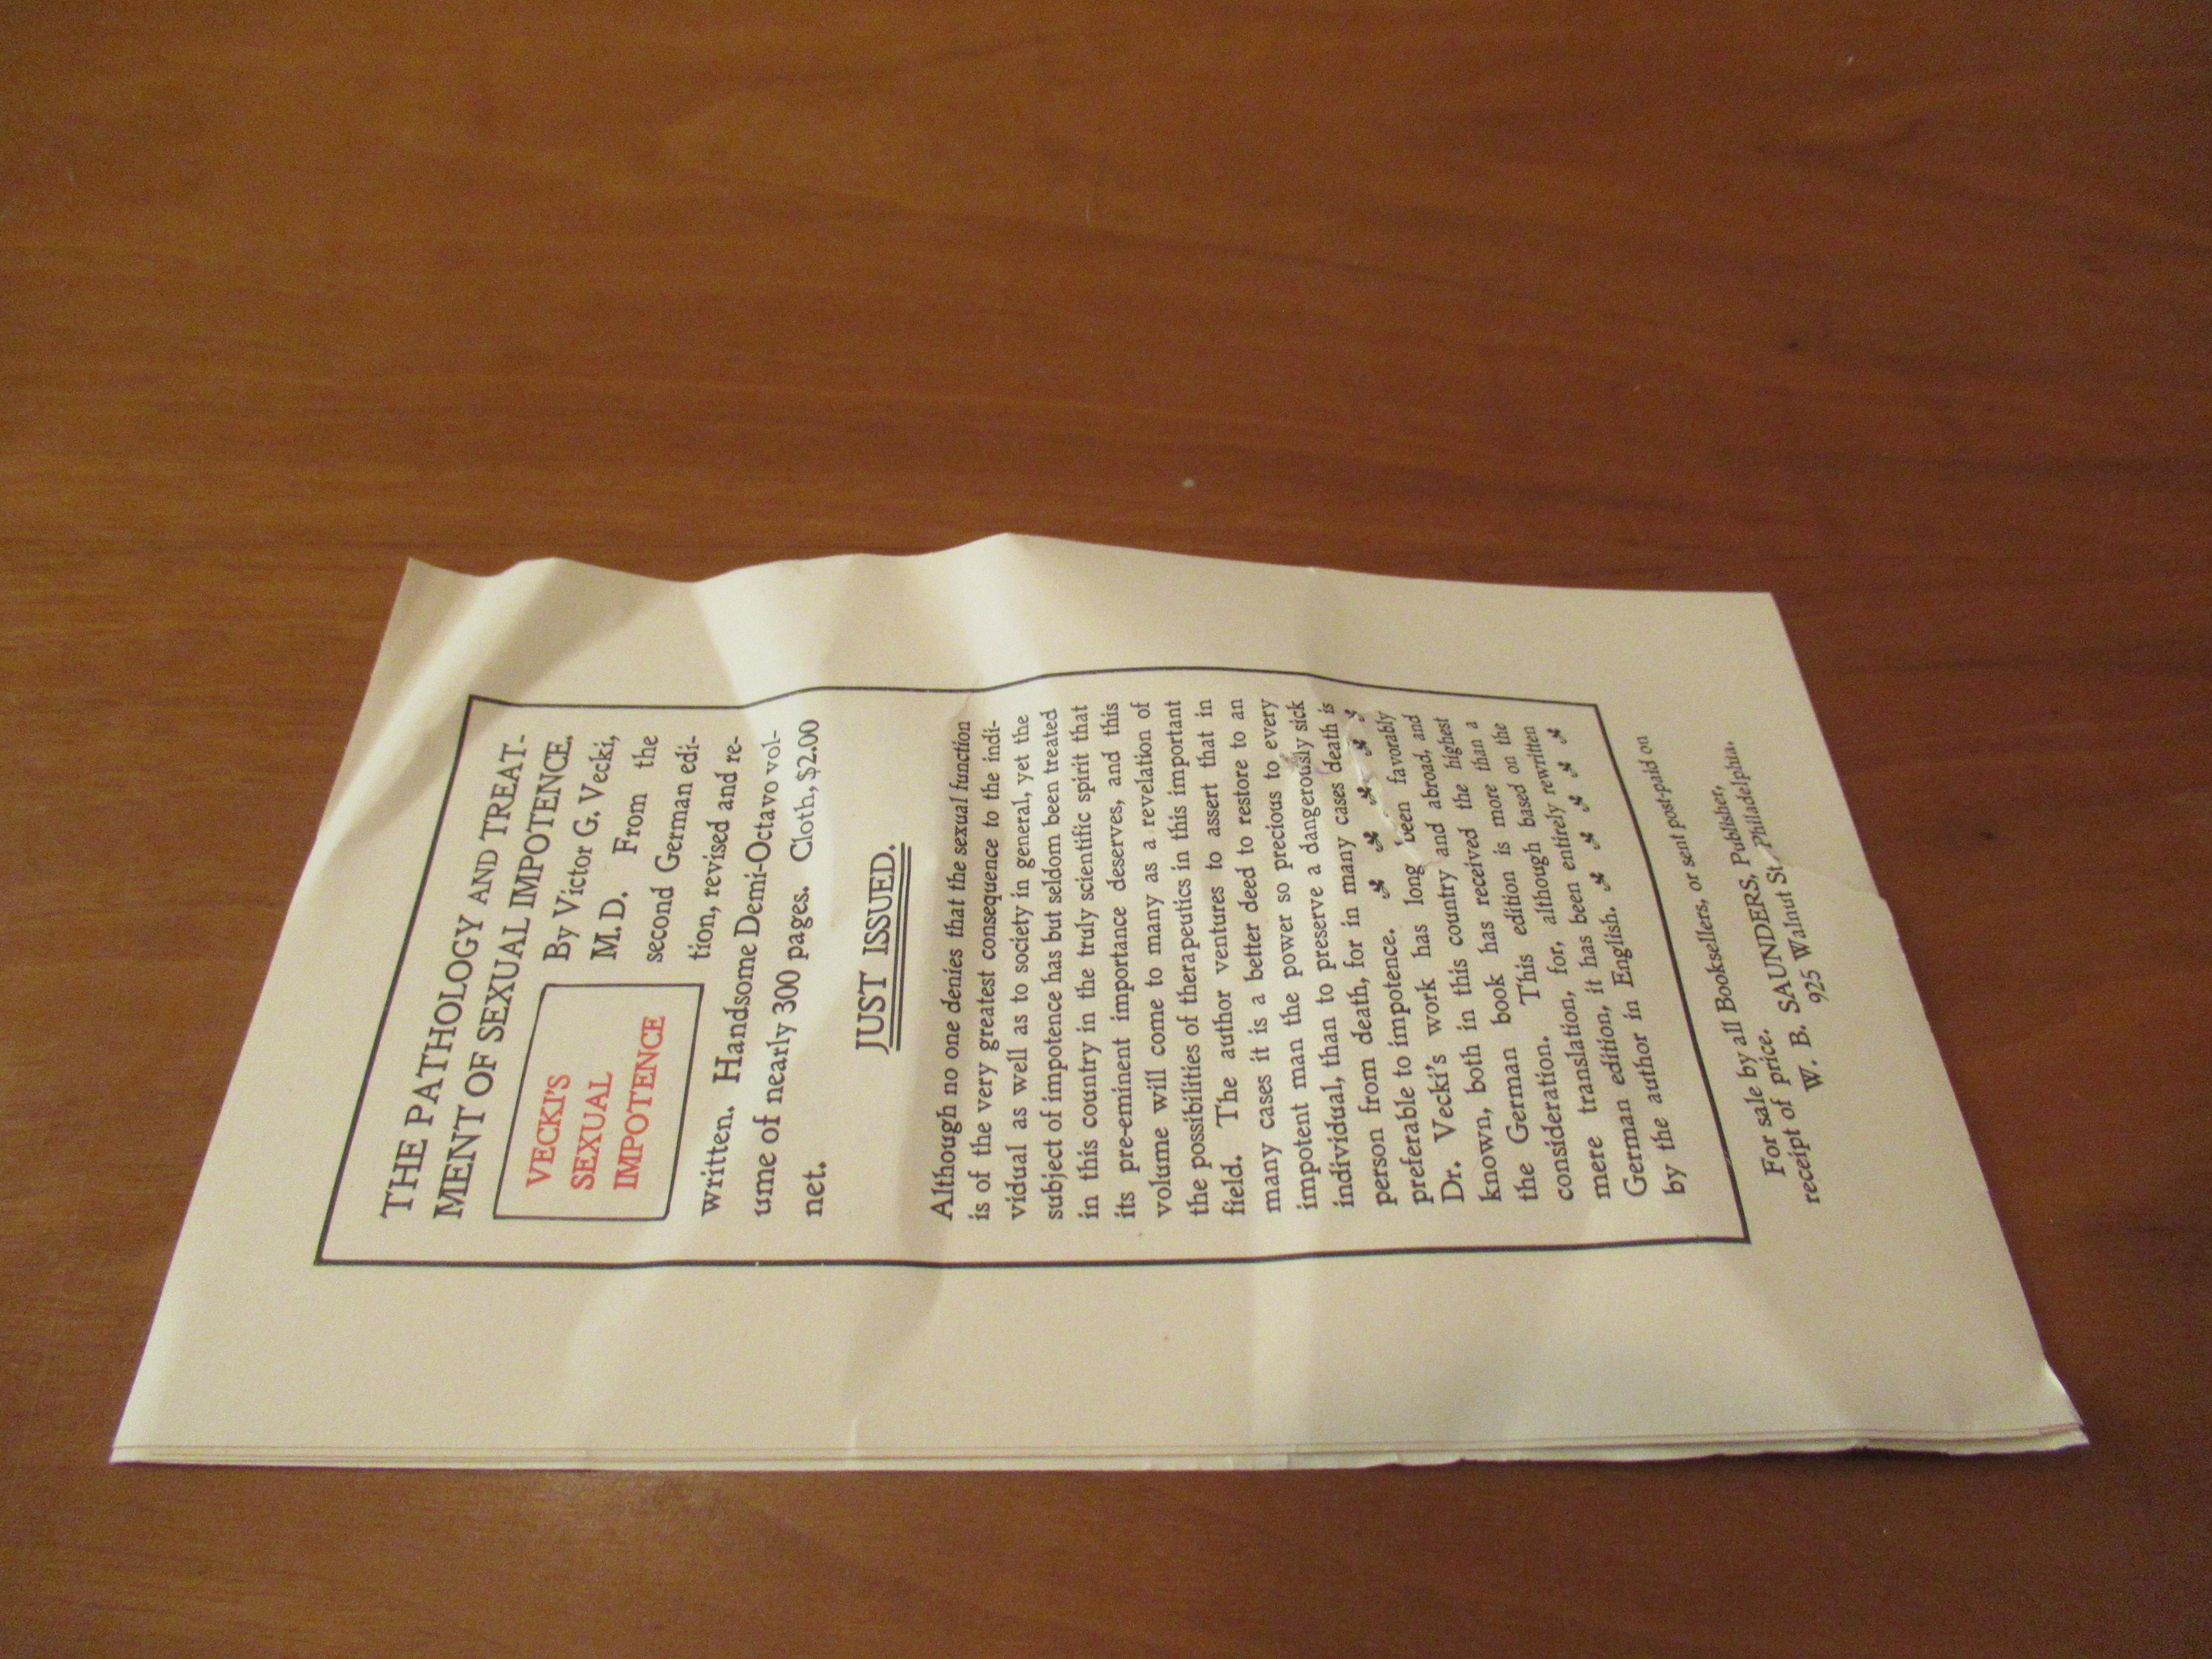 THE PATHOLOGY AND TREAT-
MENT OF SEXUAL IMPOTENCE.
VECKI'S
SEXUAL
IMPOTENCE
By Victor G. Vecki,
M. D. From the
second German edi-
tion, revised and re-
written. Handsome Demi-Octavo vol-
ume of nearly 300 pages. Cloth, $2.00
net.
JUST ISSUED.
Although no one denies that the sexual function
is of the very greatest consequence to the indi-
vidual as well as to society in general, yet the
subject of impotence has but seldom been treated
in this country in the truly scientific spirit that
its pre-eminent importance deserves, and this
volume will come to many as a revelation of
the possibilities of therapeutics in this important
field. The author ventures to assert that in
many cases it is a better deed to restore to an
impotent man the power so precious to every
individual, than to preserve a dangerously sick
person from death, for in many cases death is
preferable to impotence.
Dr. Vecki's work has long been favorably
known, both in this country and abroad, and
the German book has received the highest
consideration. This edition is more than a
mere translation, for, although based on the
German edition, it has been entirely rewritten
by the author in English.
For sale by all Booksellers, or sent post-paid on
receipt of price.
W. B. SAUNDERS, Publisher,
925 Walnut St., Philadelphia.